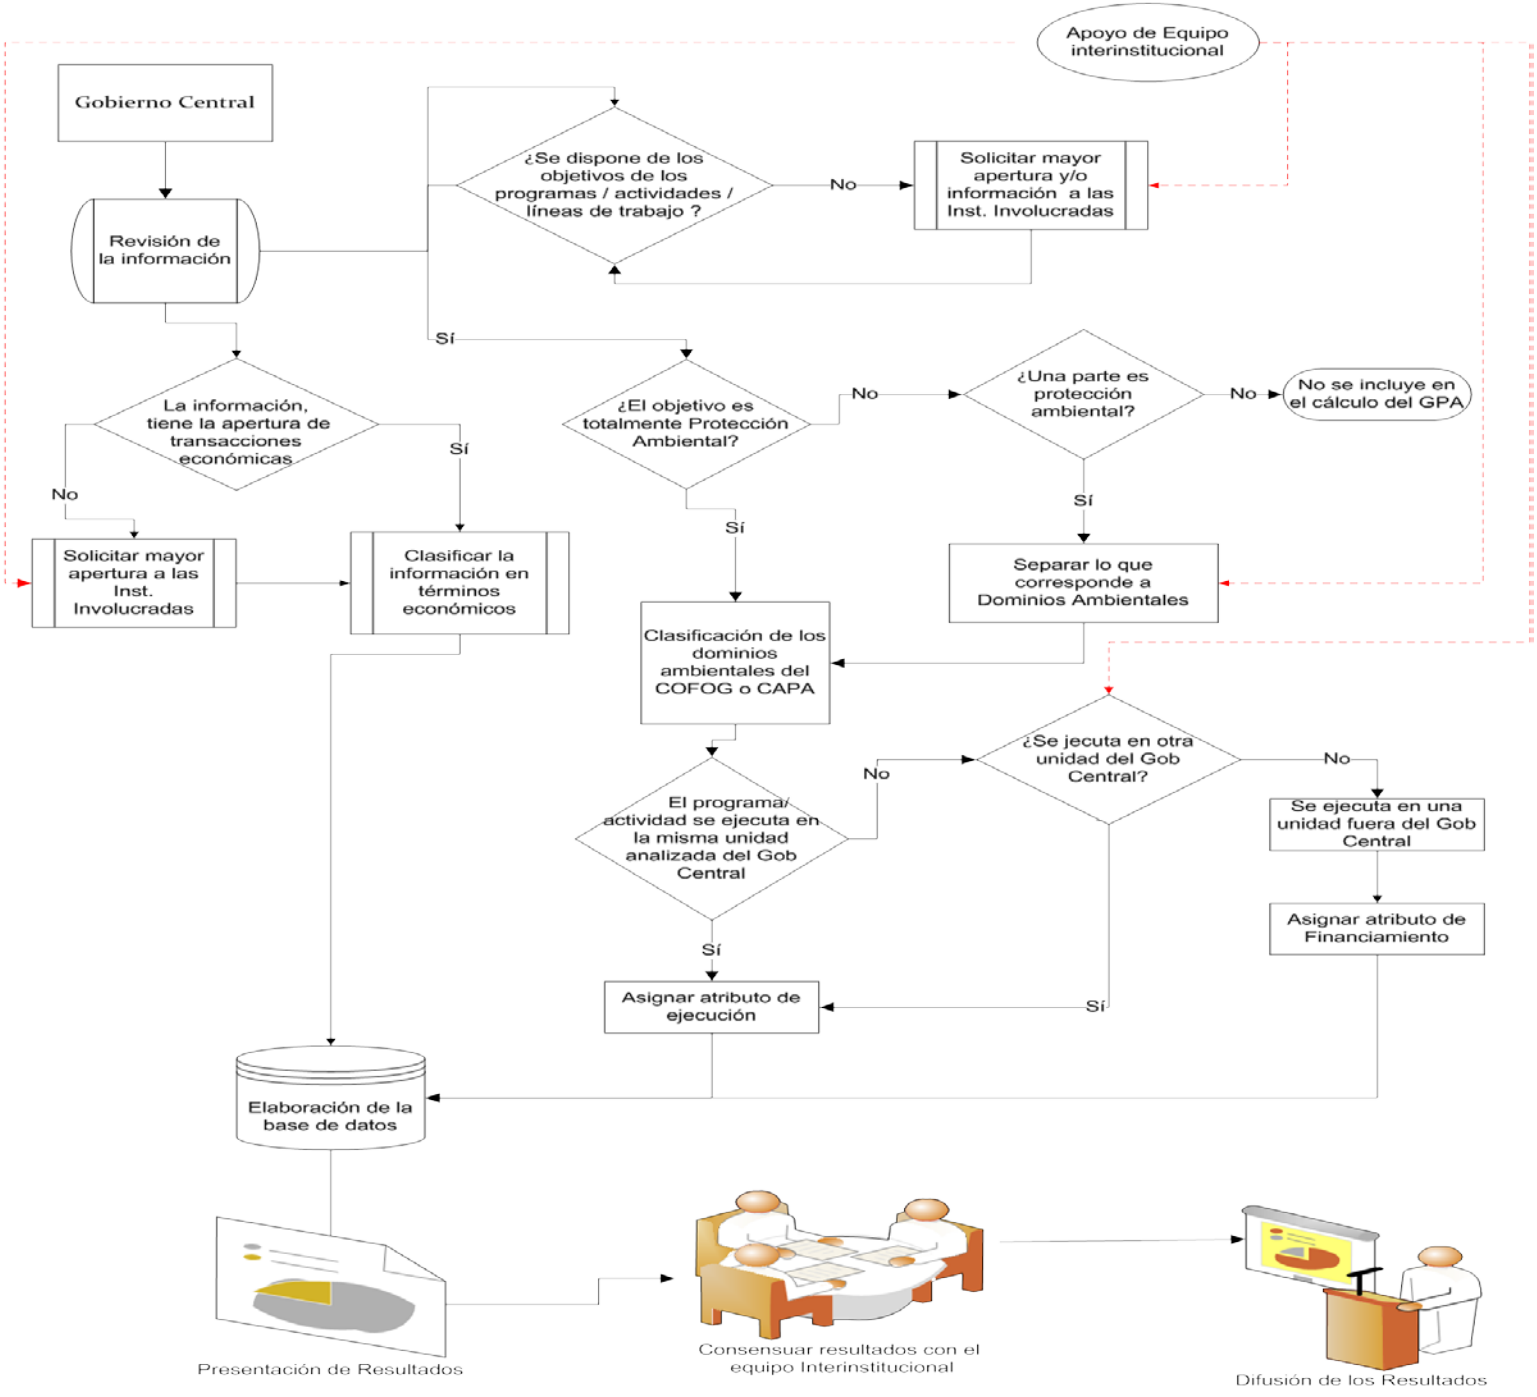 Apoyo de Equipo
interinstitucional
Gobierno Central
¿Se dispone de los
objetivos de los
programas / actividades /
líneas de trabajo ?
No
Solicitar mayor
apertura y/o
información a las
Inst. Involucradas
Revisión de
la información
Sí
¿El objetivo es
totalmente Protección
Ambiental?
No
¿Una parte es
protección
ambiental?
No
No se incluye en
el cálculo del GPA
La información,
tiene la apertura de
transacciones
económicas
Sí
No
Sí
Sí
Solicitar mayor
apertura a las
Inst.
Involucradas
Clasificar la
información en
términos
económicos
Separar lo que
corresponde a
Dominios Ambientales
Clasificación de los
dominios
ambientales del
COFOG o CAPA
¿Se jecuta en otra
unidad del Gob
Central?
No
No
El programa/
actividad se ejecuta en
la misma unidad
analizada del Gob
Central
Se ejecuta en una
unidad fuera del Gob
Central
Asignar atributo de
Financiamiento
Sí
Asignar atributo de
ejecución
Sí
Elaboración de la
base de datos
Presentación de Resultados
Consensuar resultados con el
equipo Interinstitucional
Difusión de los Resultados